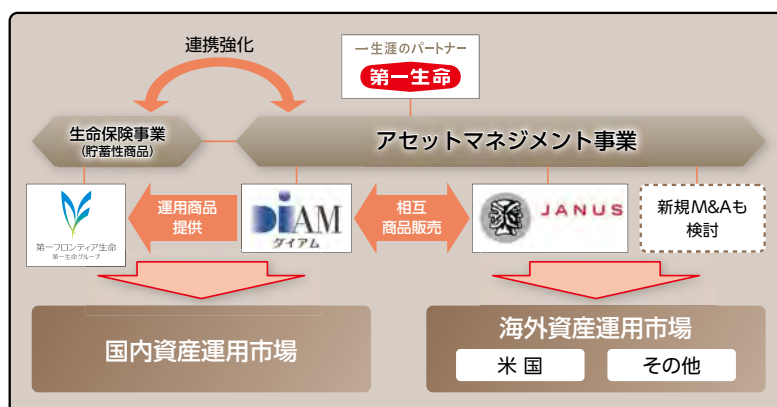 連携強化
一生涯のパートナー
第一生命
生命保険事業
(貯蓄性商品)
アセットマネジメント事業
第一フロンティア生命
第一生命グループ
運用商品
提供
DIAM
ダイアム
相互
商品販売
JANUS
新規M&Aも
検討
国内資産運用市場
海外資産運用市場
米国
その他